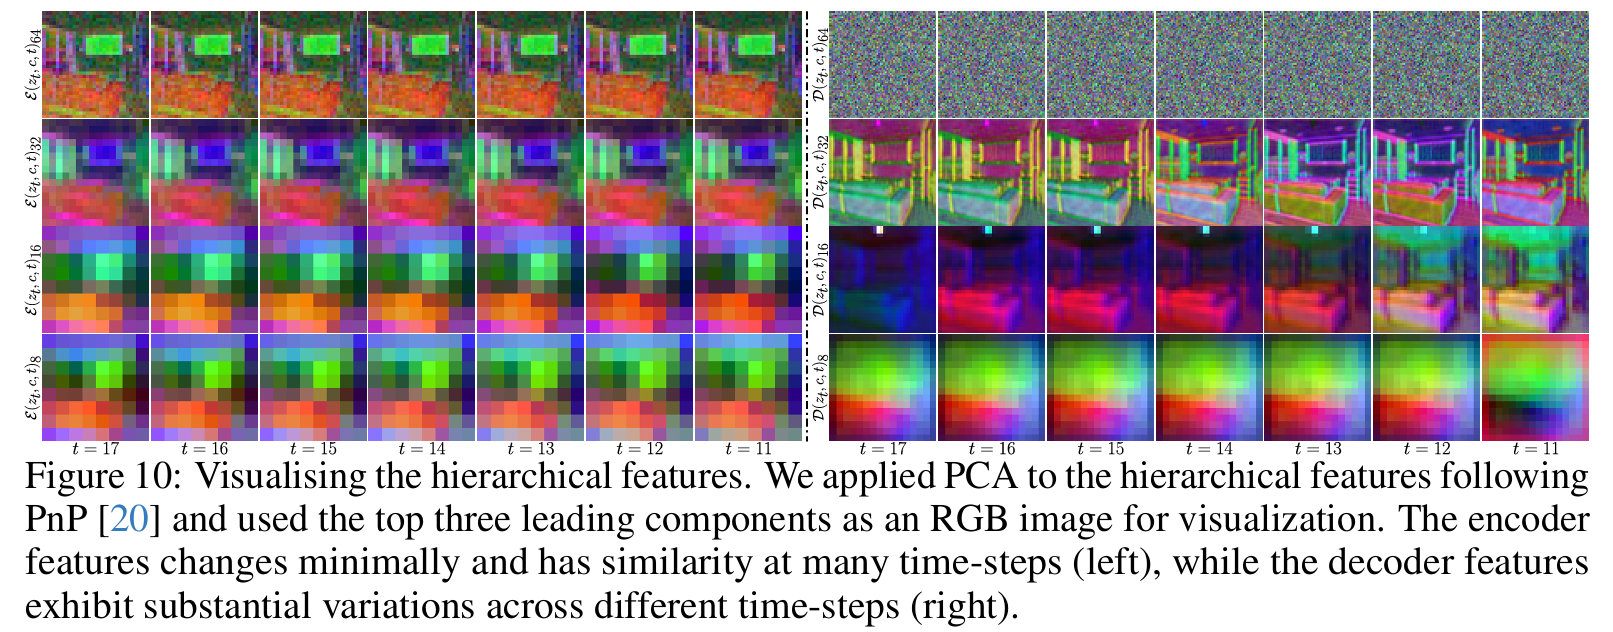 ℰ(z_t, c, t)_64
𝒟(z_t, c, t)_64
ℰ(z_t, c, t)_32
𝒟(z_t, c, t)_32
ℰ(z_t, c, t)_16
𝒟(z_t, c, t)_16
ℰ(z_t, c, t)_8
𝒟(z_t, c, t)_8
t = 17 t = 16 t = 15 t = 14 t = 13 t = 12 t = 11 t = 17 t = 16 t = 15 t = 14 t = 13 t = 12 t = 11
Figure 10: Visualising the hierarchical features. We applied PCA to the hierarchical features following
PnP [20] and used the top three leading components as an RGB image for visualization. The encoder
features changes minimally and has similarity at many time-steps (left), while the decoder features
exhibit substantial variations across different time-steps (right).